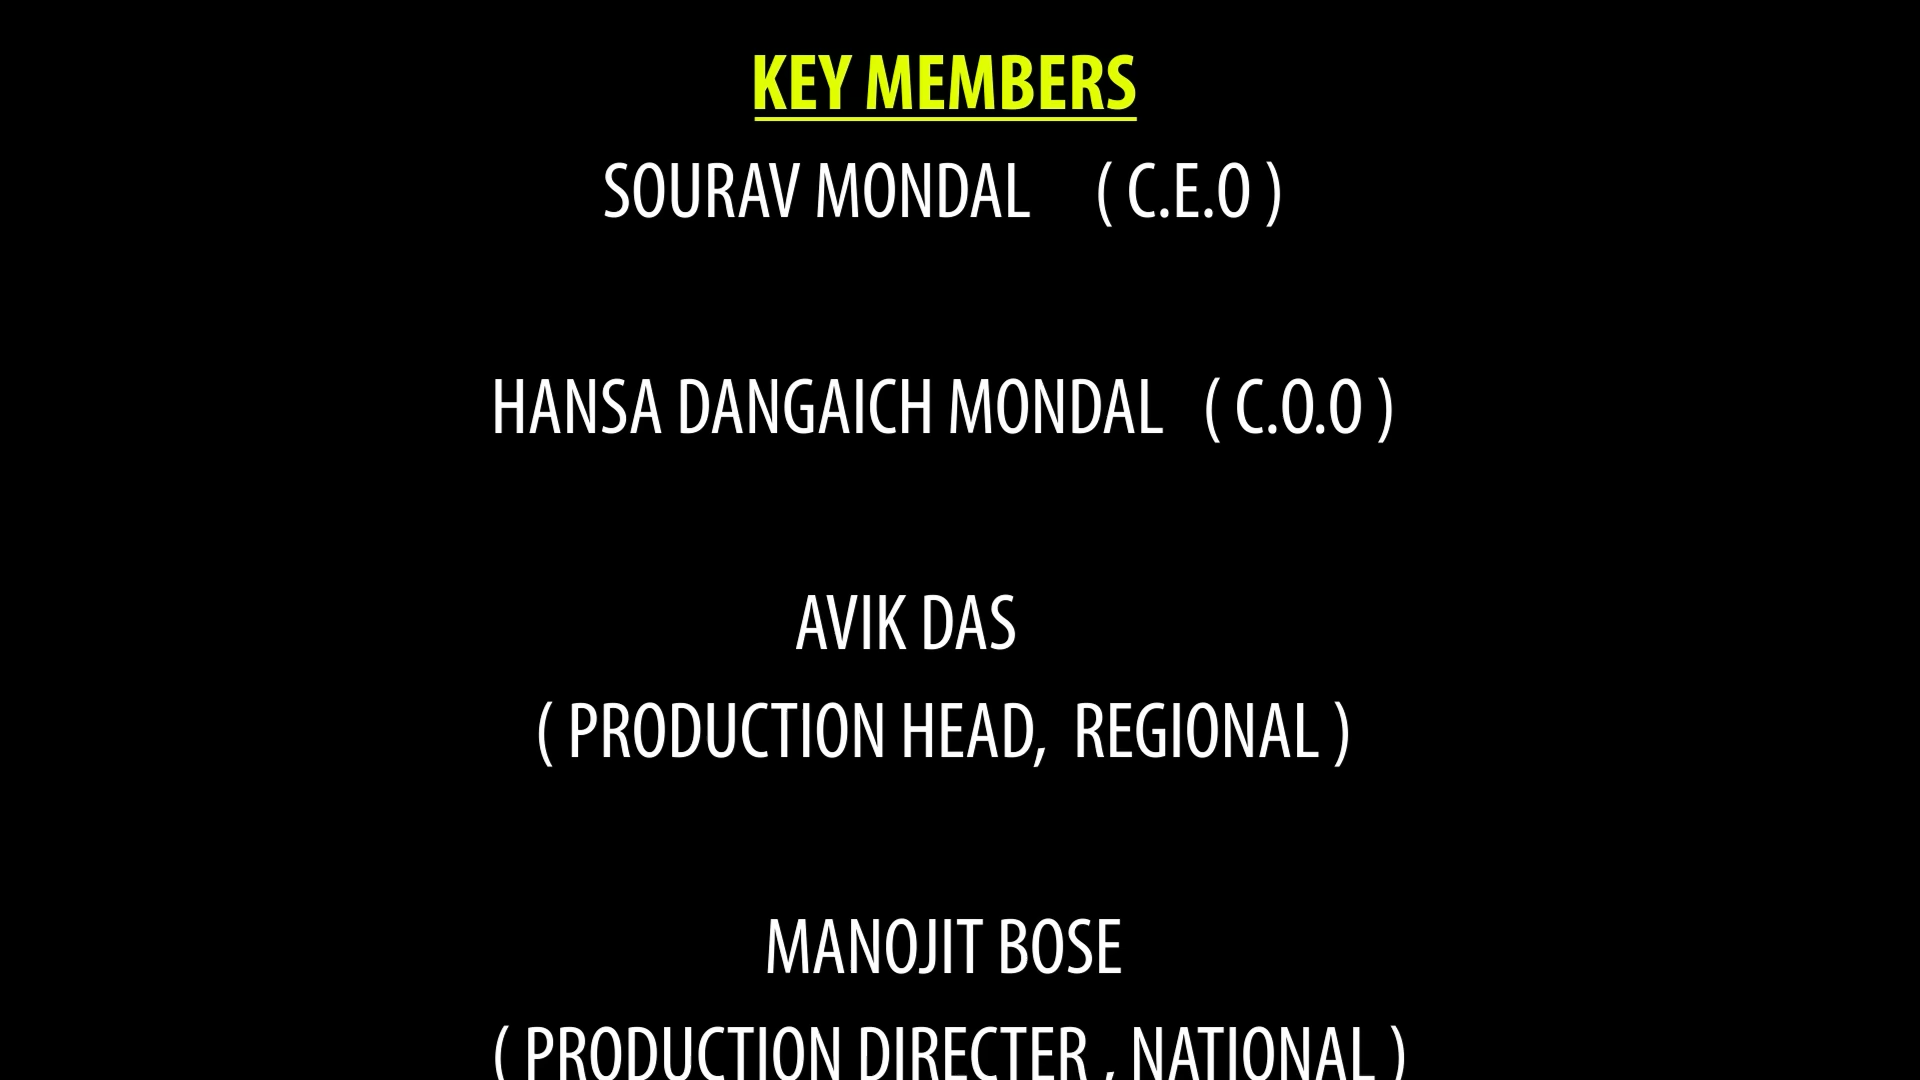 KEY MEMBERS
SOURAV MONDAL ( C.E.O )
HANSA DANGAICH MONDAL ( C.O.O )
AVIK DAS
( PRODUCTION HEAD, REGIONAL )
MANOJIT BOSE
( PRODUCTION DIRECTER , NATIONAL )